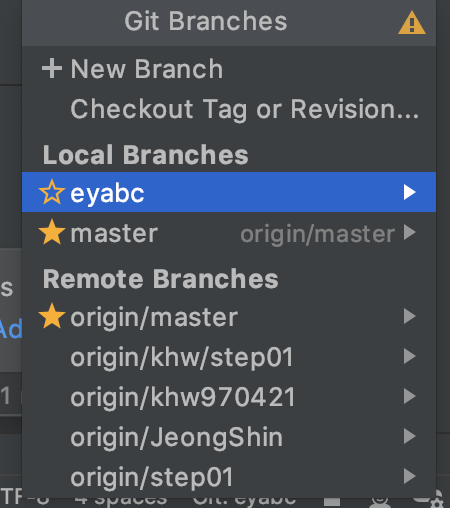 Git Branches
New Branch
Checkout Tag or Revision...
Local Branches
eyabc
master origin/master
Remote Branches
origin/master
origin/khw/step01
origin/khw970421
origin/JeongShin
origin/step01
s
Ad
1
TF-8 4 spaces Git: eyabc